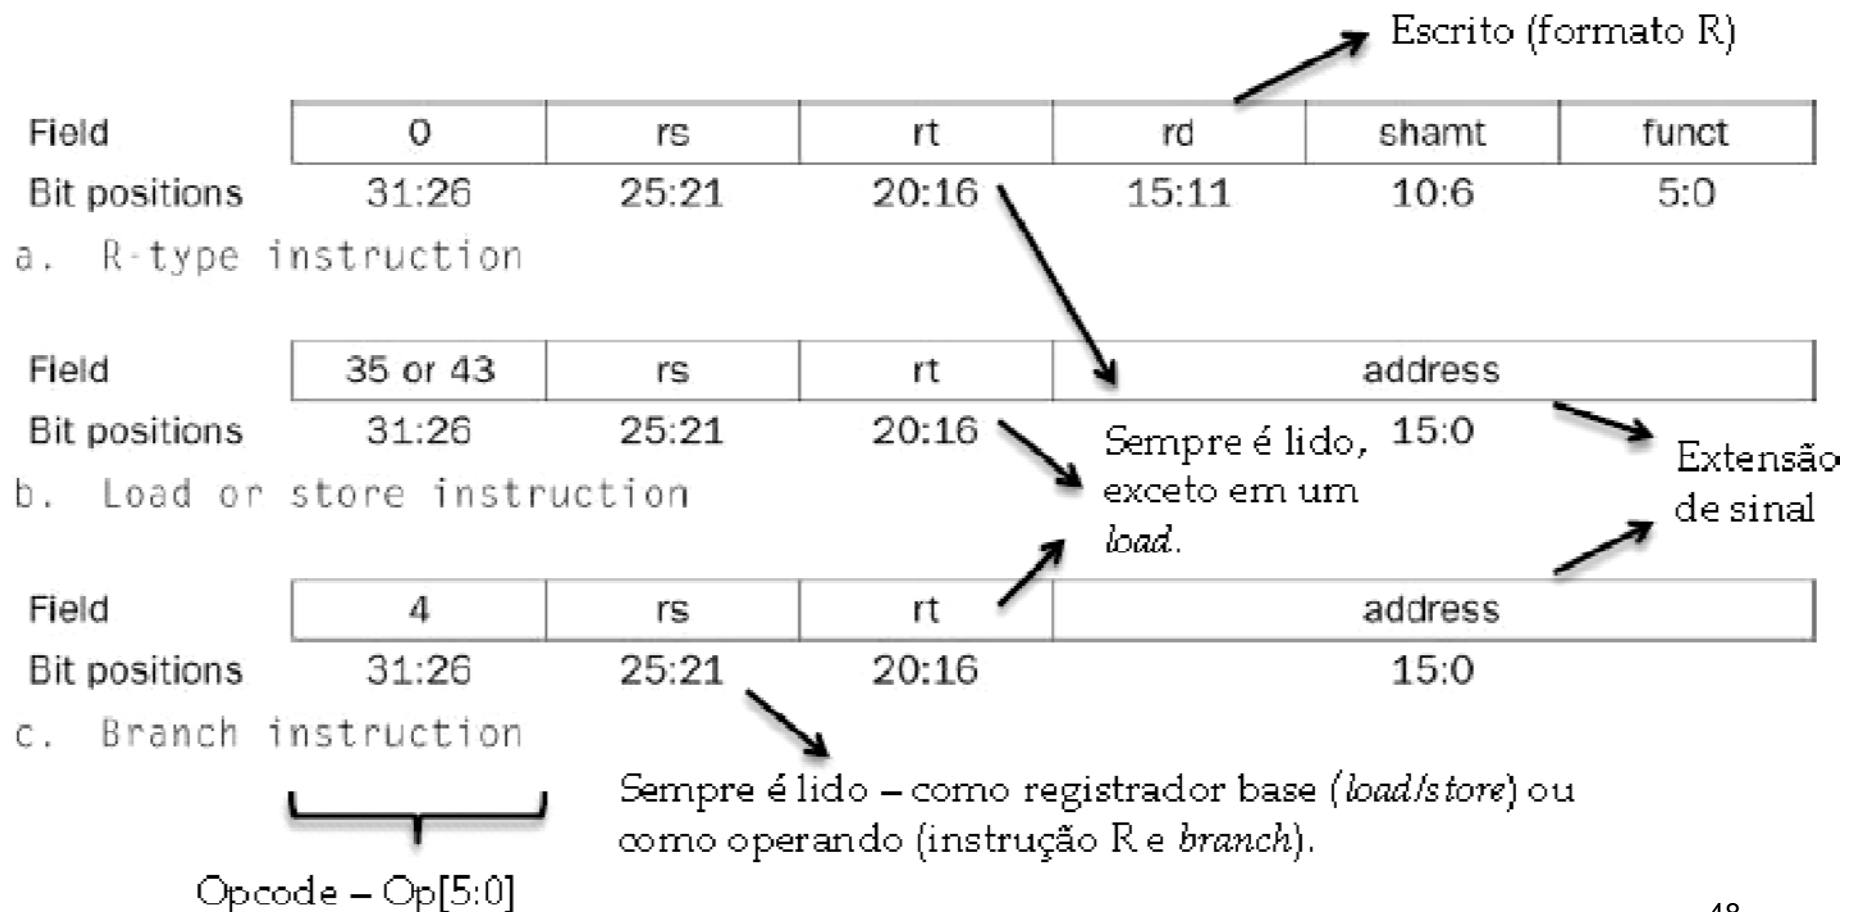 Escrito (formato R)
Field 0 rs rt rd shamt funct
Bit positions 31:26 25:21 20:16 15:11 10:6 5:0
a. R-type instruction
Field 35 or 43 rs rt address
Bit positions 31:26 25:21 20:16 15:0
b. Load or store instruction
Sempre é lido,
exceto em um
load.
Extensão
de sinal
Field 4 rs rt address
Bit positions 31:26 25:21 20:16 15:0
c. Branch instruction
Sempre é lido – como registrador base (load/store) ou
como operando (instrução R e branch).
Opcode – Op[5:0]
48